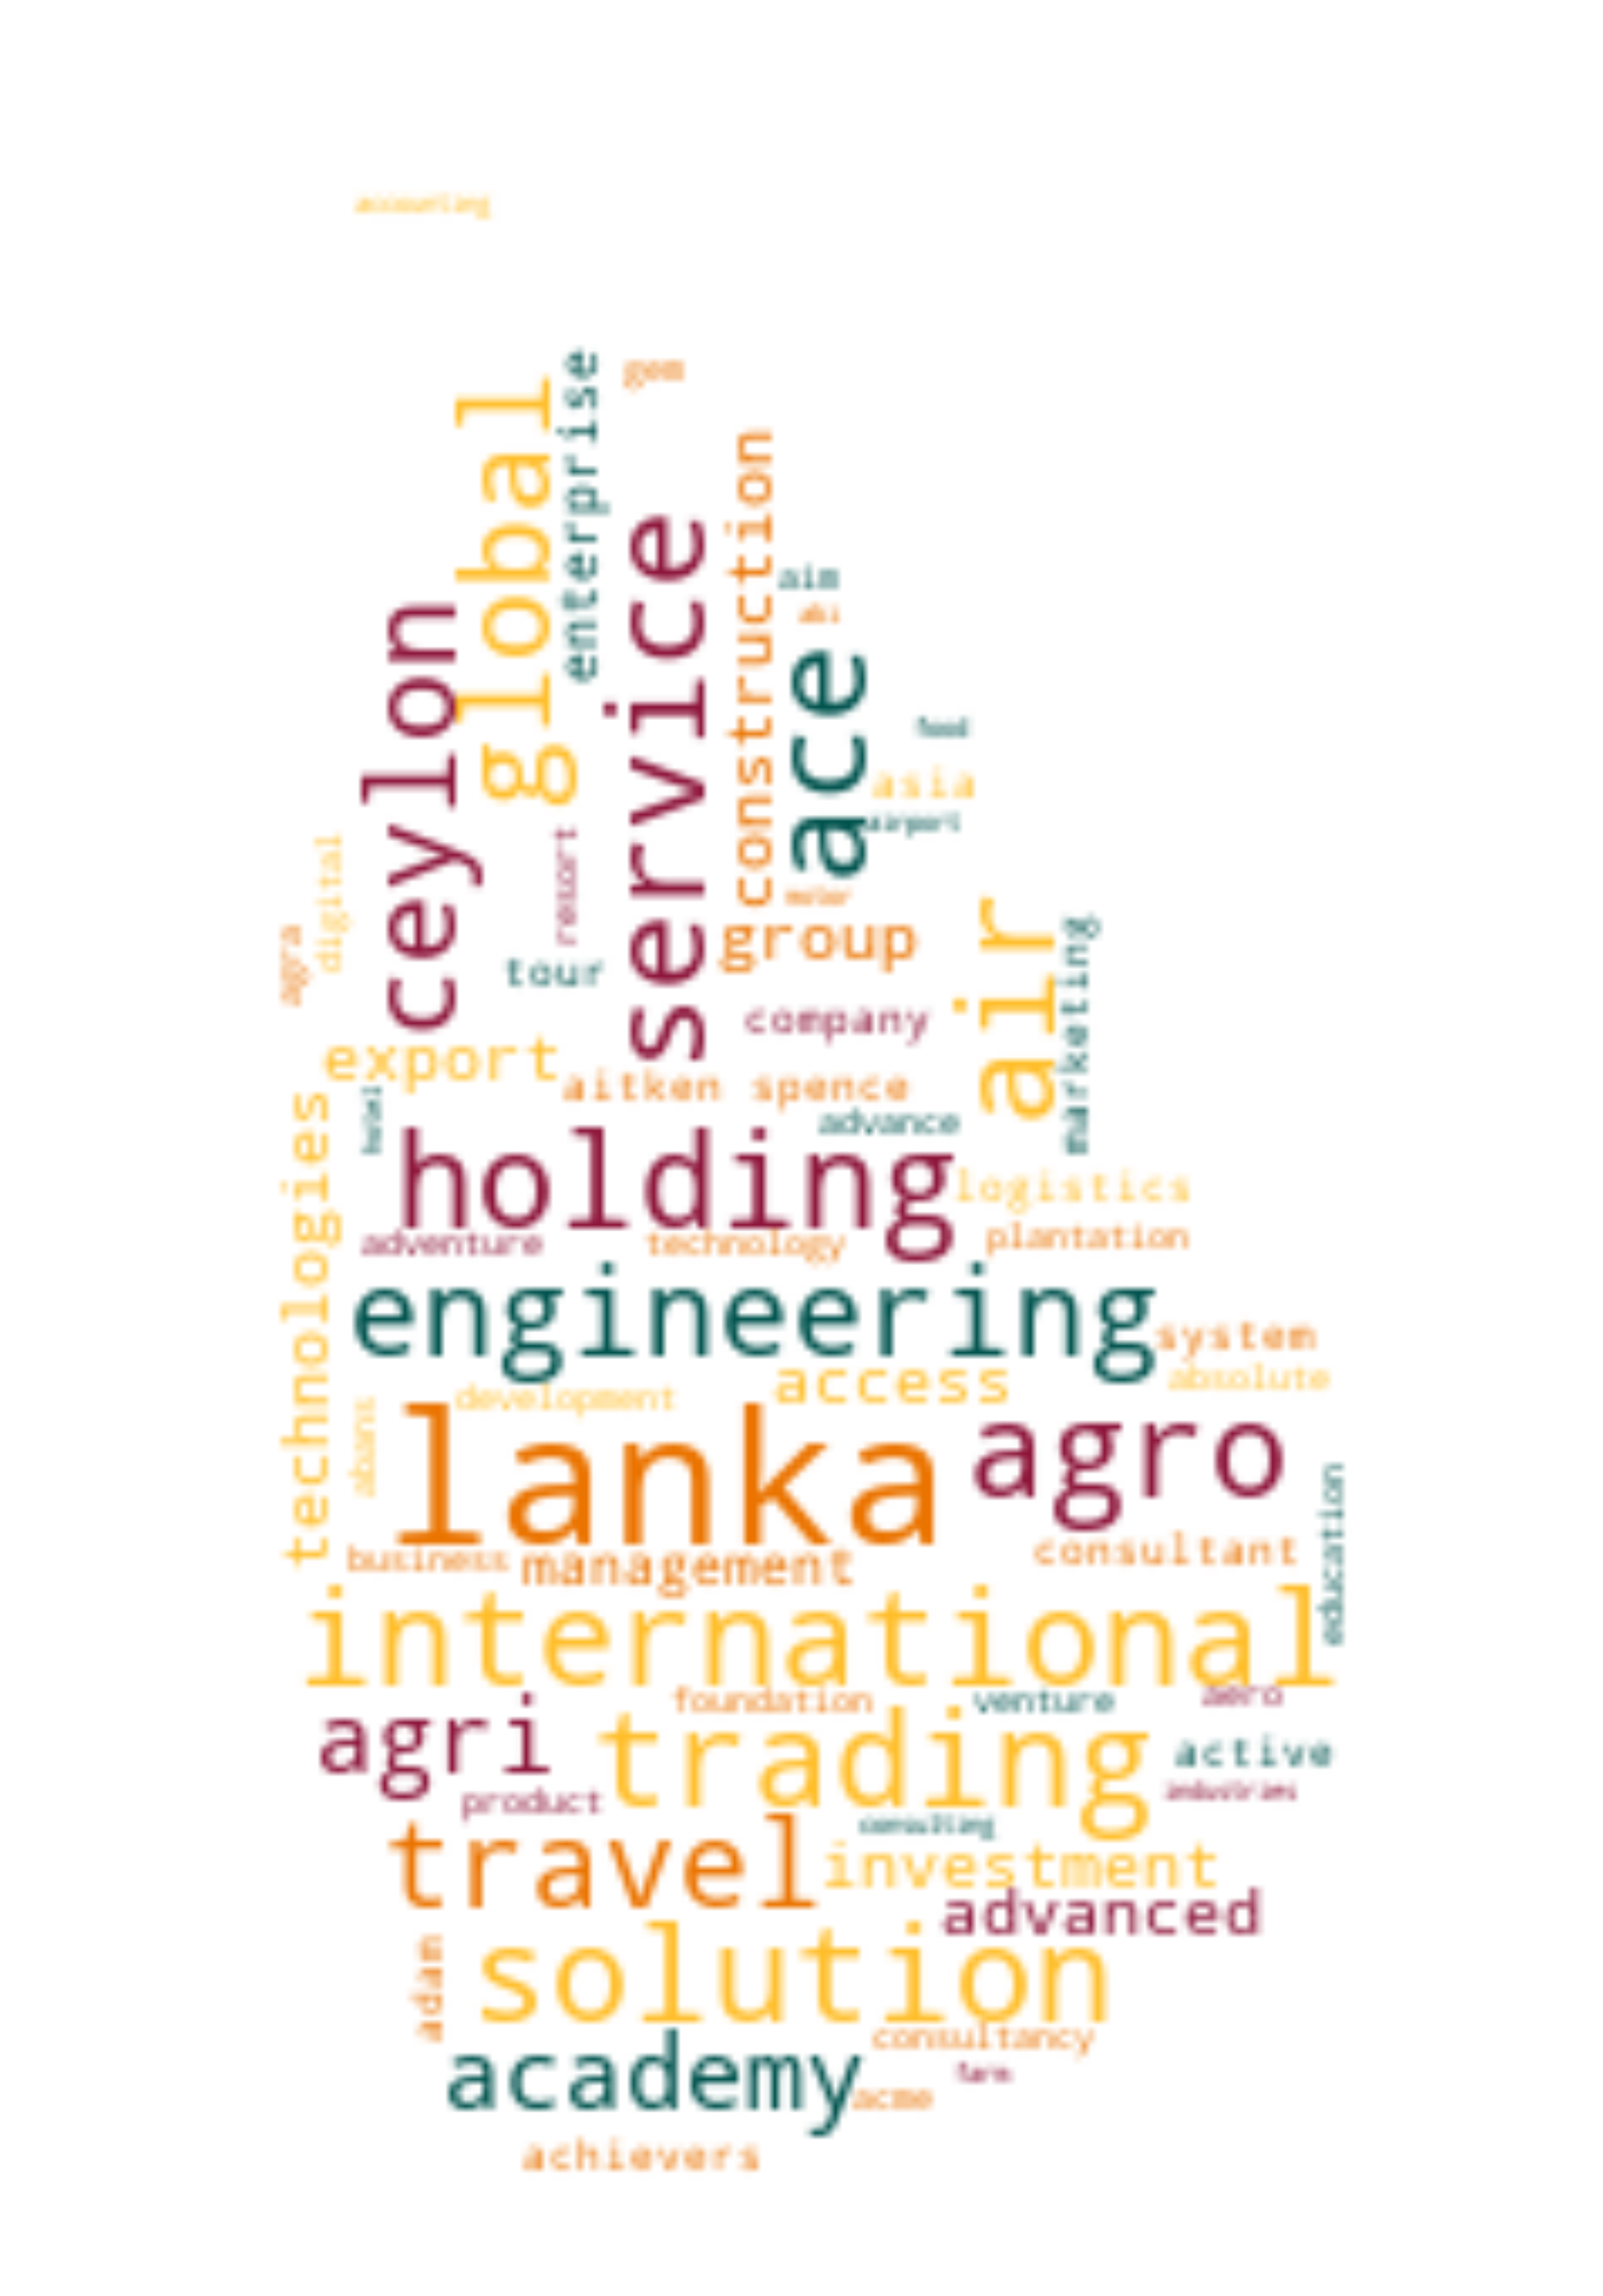 accounting
gem
global
enterprise
construction
service
aim
ceylon
ace
food
asia
airport
digital
resort
motor
agra
group
air
marketing
tour
company
export
aitken spence
hotel
advance
technologies
holding
logistics
adventure
technology
plantation
engineering
system
access
absolute
development
abans
lanka
agro
education
business
management
consultant
international
foundation
venture
aero
agri
trading
active
product
industries
consulting
travel
investment
advanced
adam
solution
consultancy
academy
farm
acme
achievers